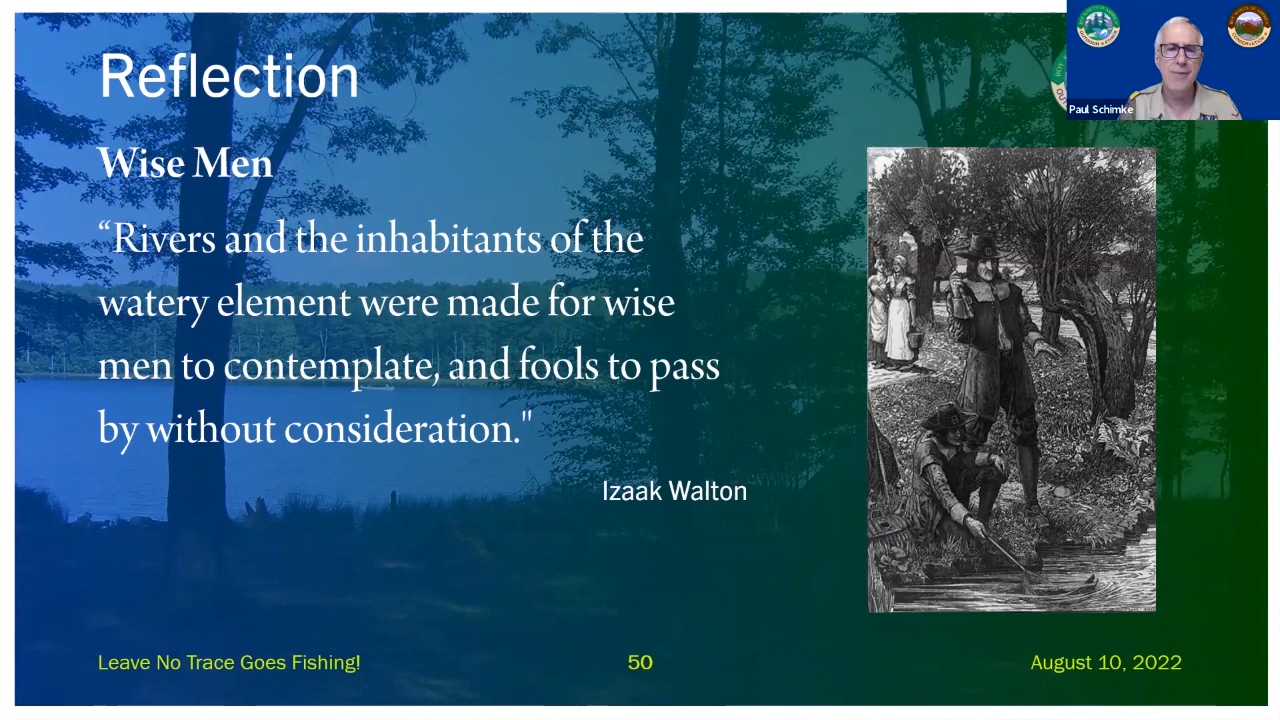 Reflection
Wise Men
“Rivers and the inhabitants of the
watery element were made for wise
men to contemplate, and fools to pass
by without consideration."
Izaak Walton
Leave No Trace Goes Fishing!
50
August 10, 2022
Paul Schimke